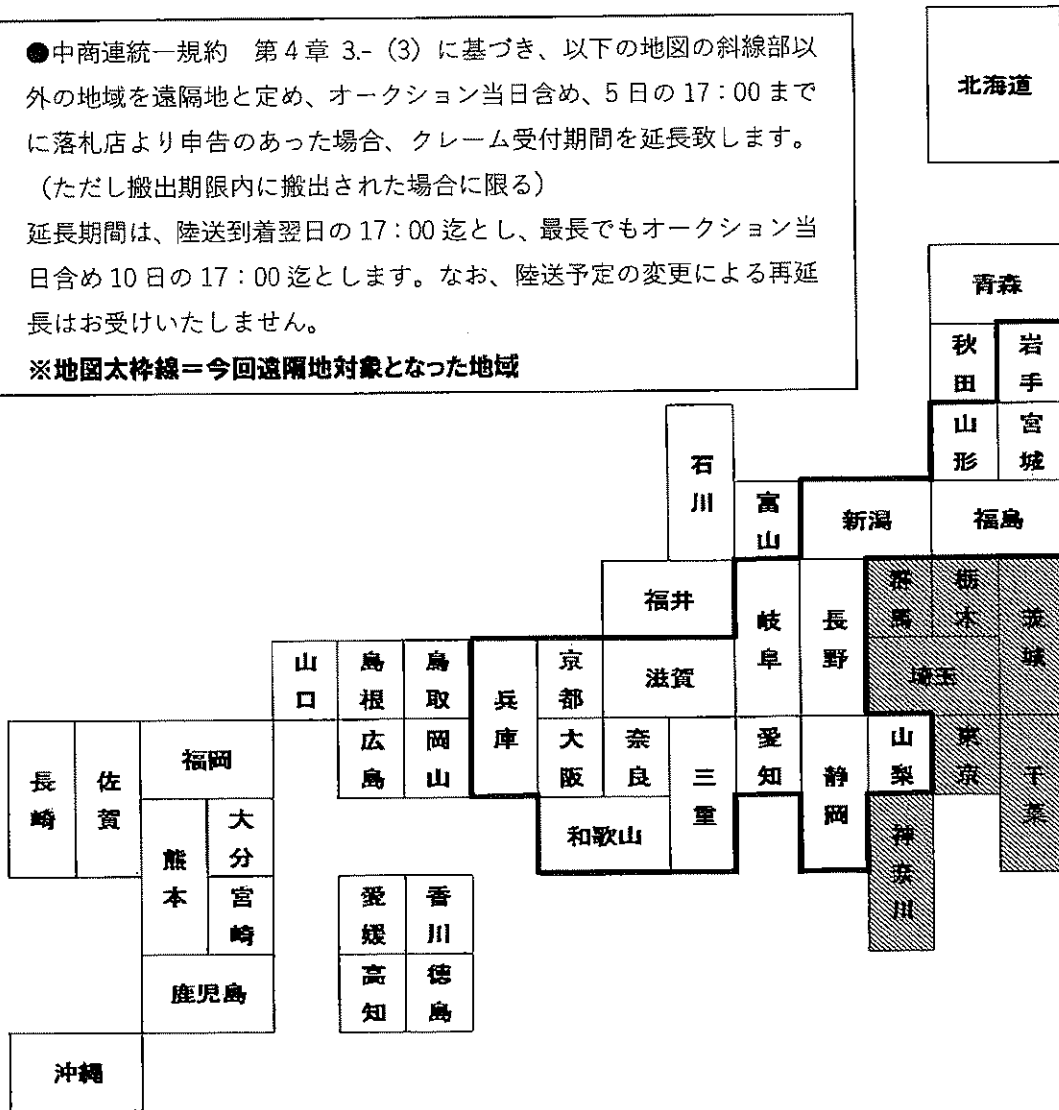 ●中商連統一規約　第4章 3.-（3）に基づき、以下の地図の斜線部以
外の地域を遠隔地と定め、オークション当日含め、5日の17：00まで
に落札店より申告のあった場合、クレーム受付期間を延長致します。
（ただし搬出期限内に搬出された場合に限る）
延長期間は、陸送到着翌日の17：00迄とし、最長でもオークション当
日含め10日の17：00迄とします。なお、陸送予定の変更による再延
長はお受けいたしません。
※地図太枠線＝今回遠隔地対象となった地域
北海道
青森
秋田
岩手
山形
宮城
石川
富山
新潟
福島
福井
岐阜
長野
群馬
栃木
茨城
山口
島根
鳥取
兵庫
京都
滋賀
埼玉
長崎
佐賀
福岡
広島
岡山
大阪
奈良
三重
愛知
静岡
山梨
東京
千葉
熊本
大分
和歌山
神奈川
宮崎
愛媛
香川
鹿児島
高知
徳島
沖縄